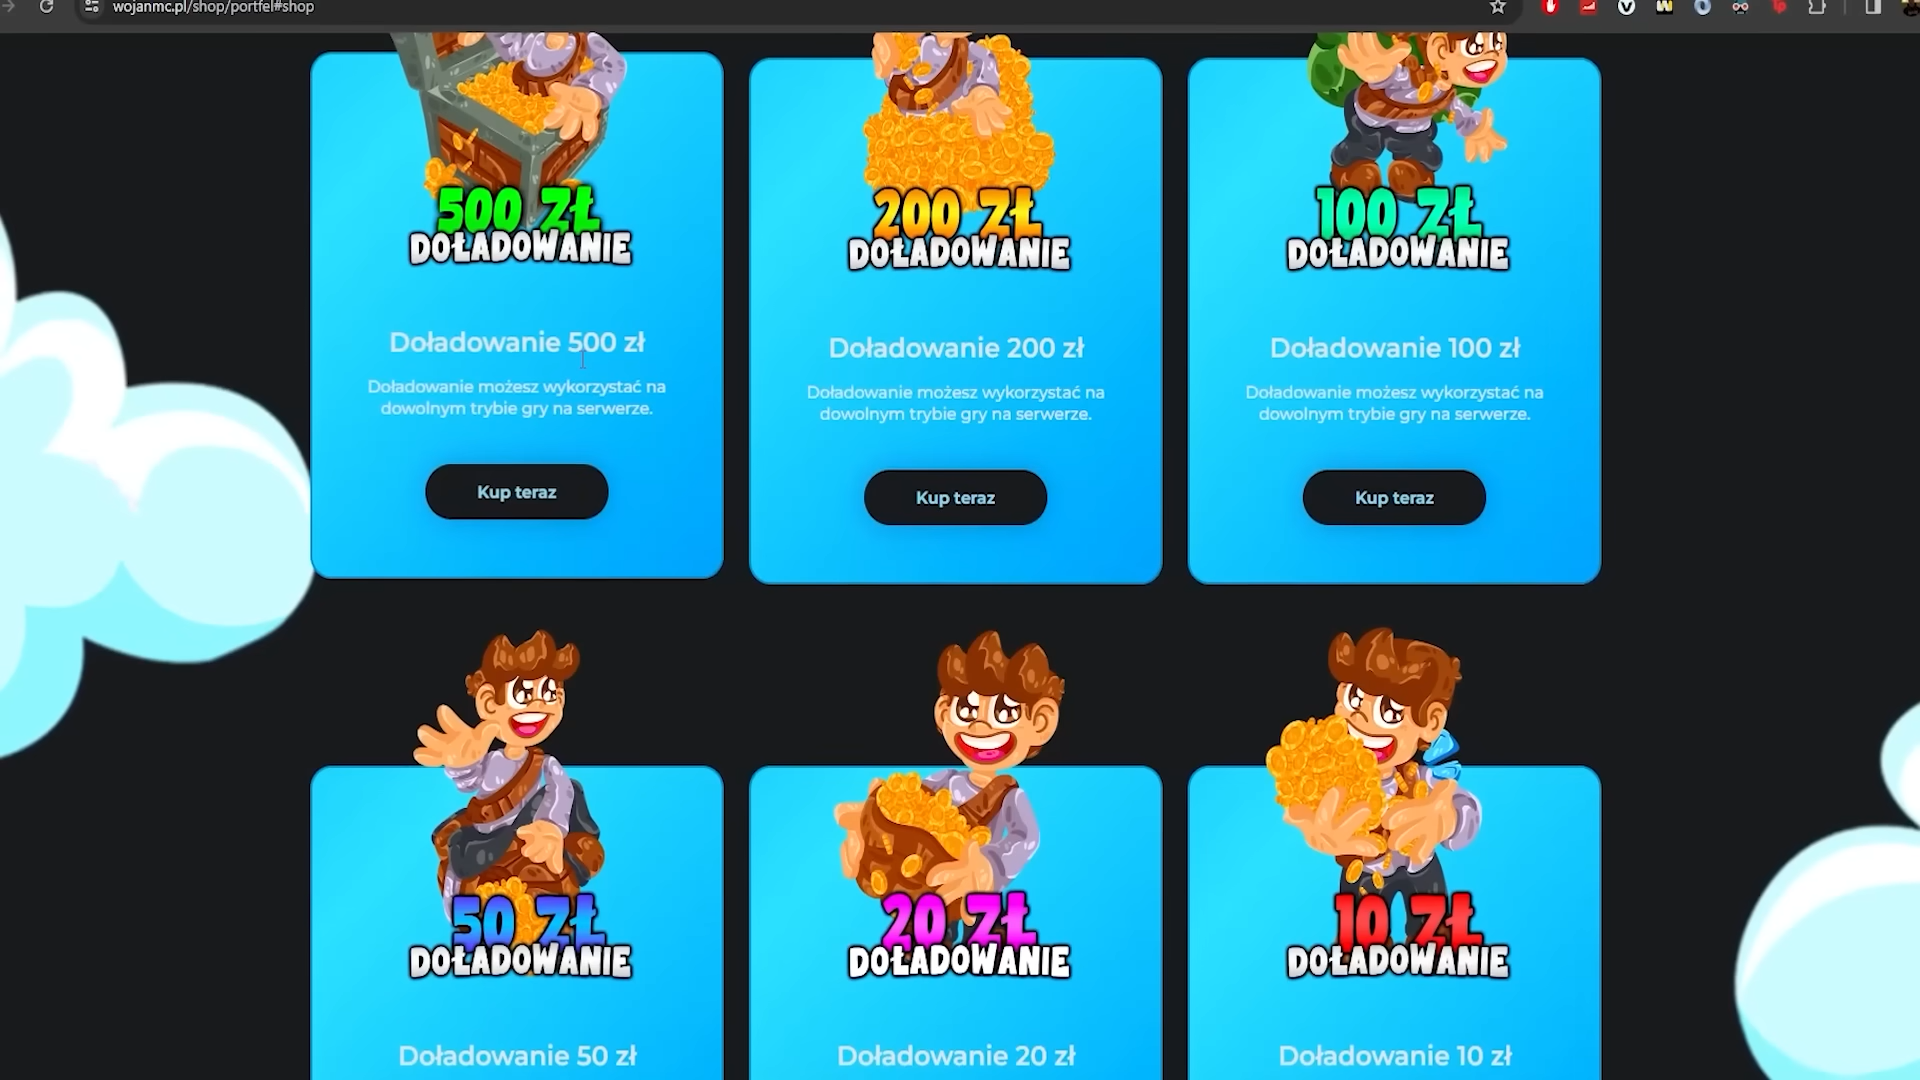 wojanmc.pl/shop/portfel#shop
500 ZŁ
DOŁADOWANIE
Doładowanie 500 zł
Doładowanie możesz wykorzystać na
dowolnym trybie gry na serwerze.
Kup teraz
200 ZŁ
DOŁADOWANIE
Doładowanie 200 zł
Doładowanie możesz wykorzystać na
dowolnym trybie gry na serwerze.
Kup teraz
100 ZŁ
DOŁADOWANIE
Doładowanie 100 zł
Doładowanie możesz wykorzystać na
dowolnym trybie gry na serwerze.
Kup teraz
50 ZŁ
DOŁADOWANIE
Doładowanie 50 zł
20 ZŁ
DOŁADOWANIE
Doładowanie 20 zł
10 ZŁ
DOŁADOWANIE
Doładowanie 10 zł